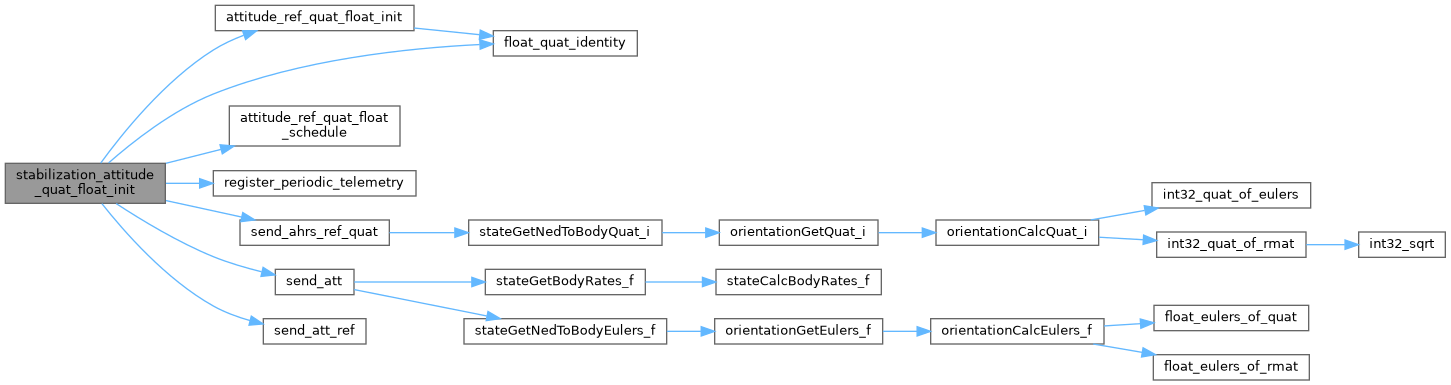 attitude_ref_quat_float_init
float_quat_identity
attitude_ref_quat_float
_schedule
stabilization_attitude
_quat_float_init
register_periodic_telemetry
send_ahrs_ref_quat
stateGetNedToBodyQuat_i
orientationGetQuat_i
orientationCalcQuat_i
int32_quat_of_eulers
int32_quat_of_rmat
int32_sqrt
send_att
stateGetBodyRates_f
stateCalcBodyRates_f
stateGetNedToBodyEulers_f
orientationGetEulers_f
orientationCalcEulers_f
float_eulers_of_quat
float_eulers_of_rmat
send_att_ref